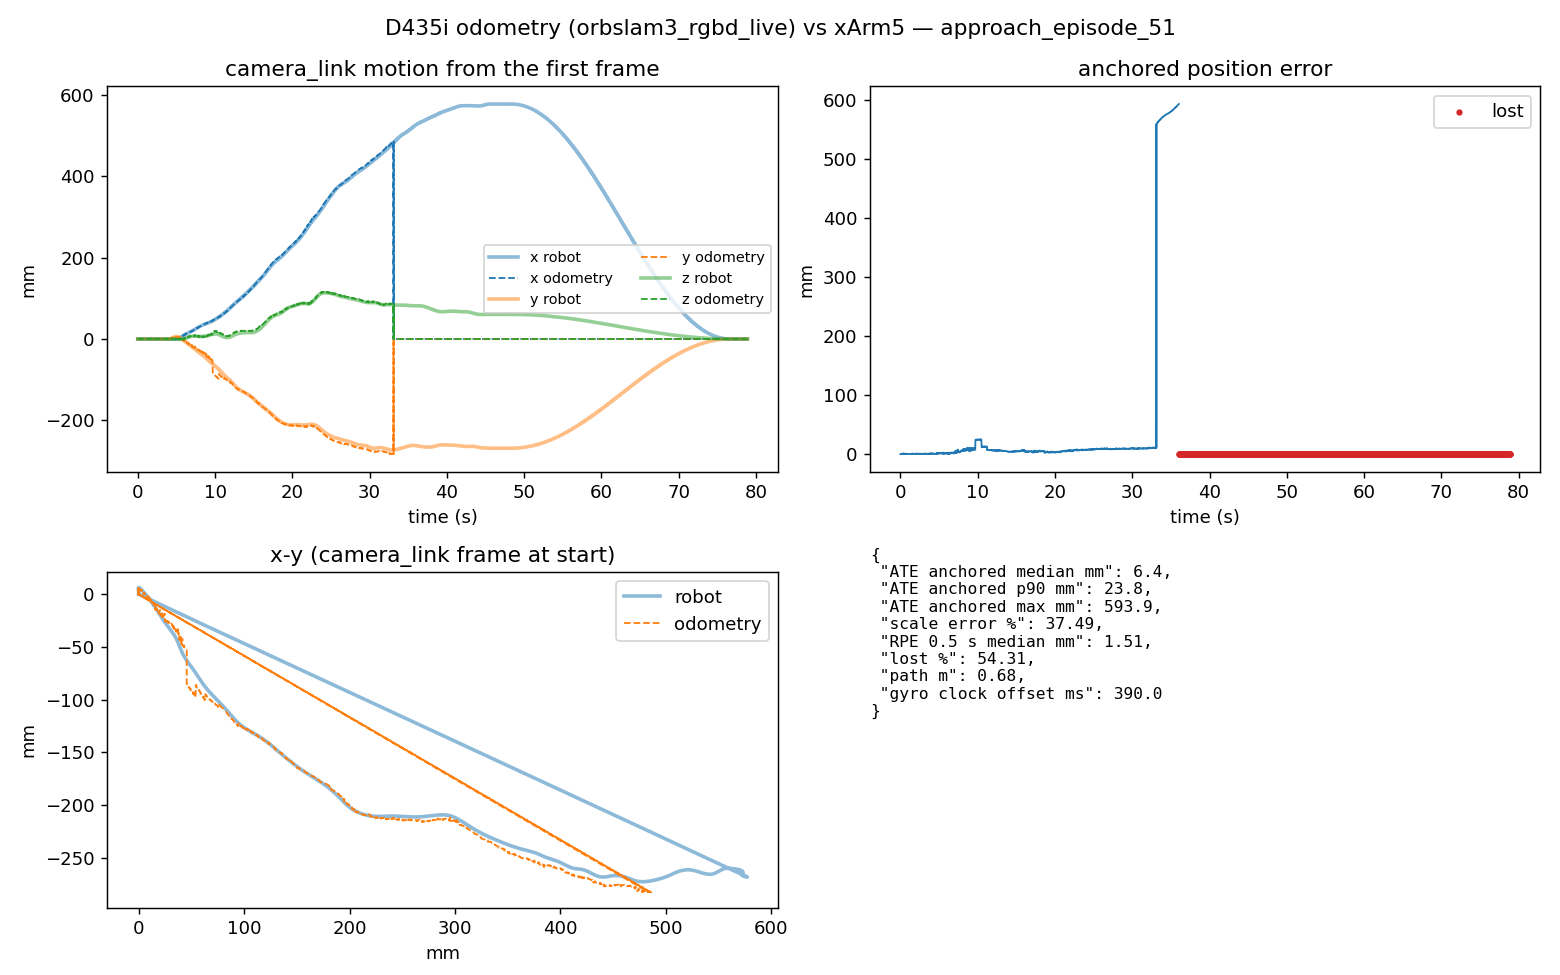 D435i odometry (orbslam3_rgbd_live) vs xArm5 — approach_episode_51
camera_link motion from the first frame
600
400
200
0
−200
mm
0 10 20 30 40 50 60 70 80
time (s)
x robot
x odometry
y robot
y odometry
z robot
z odometry
anchored position error
600
500
400
300
200
100
0
mm
0 10 20 30 40 50 60 70 80
time (s)
lost
x-y (camera_link frame at start)
0
−50
−100
−150
−200
−250
mm
0 100 200 300 400 500 600
mm
robot
odometry
{
"ATE anchored median mm": 6.4,
"ATE anchored p90 mm": 23.8,
"ATE anchored max mm": 593.9,
"scale error %": 37.49,
"RPE 0.5 s median mm": 1.51,
"lost %": 54.31,
"path m": 0.68,
"gyro clock offset ms": 390.0
}